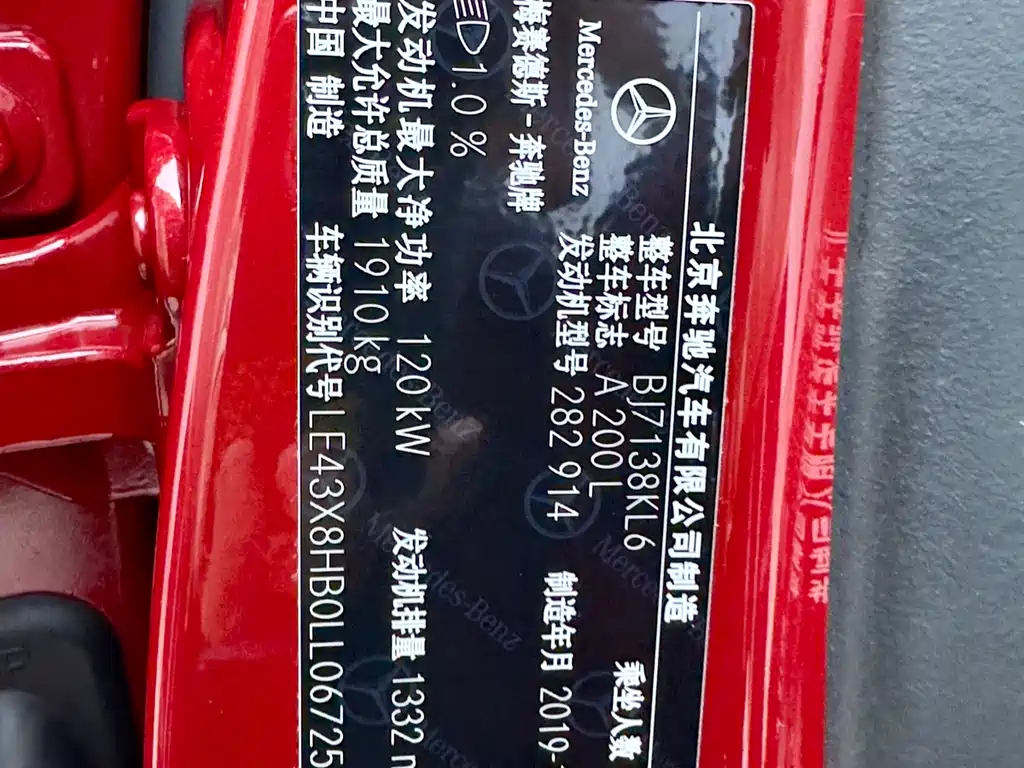 北京奔驰汽车有限公司制造
Mercedes-Benz
整车型号 BJ7138KL6
整车标志 A 200 L
乘坐人数
发动机型号 282 914
制造年月 2019-
梅赛德斯-奔驰牌
1.0 %
发动机最大净功率 120kW
发动机排量 1332
最大允许总质量 1910kg
中国 制造
车辆识别代号 LE43X8HB0LL06725